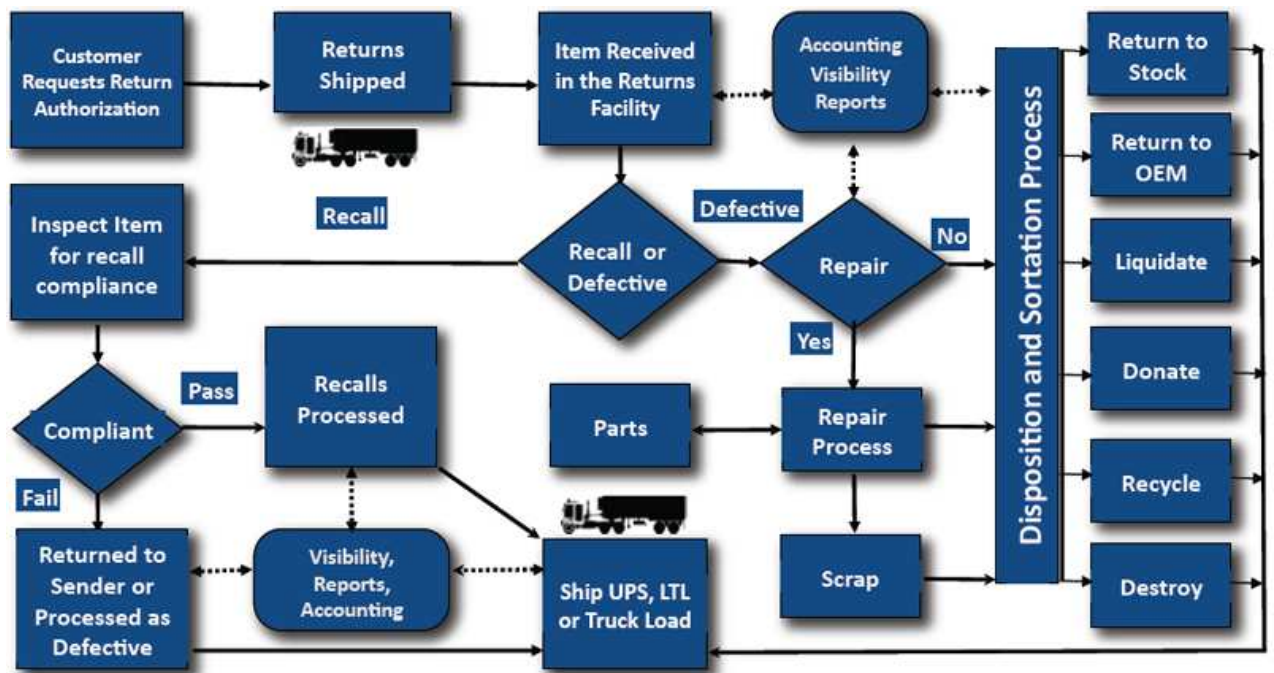 Customer
Requests Return
Authorization
Returns
Shipped
Item Received
in the Returns
Facility
Accounting
Visibility
Reports
Disposition and Sortation Process
Return to
Stock
Return to
OEM
Liquidate
Donate
Recycle
Destroy
Recall
Defective
Inspect Item
for recall
compliance
Recall or
Defective
Repair
No
Yes
Compliant
Pass
Fail
Recalls
Processed
Parts
Repair
Process
Scrap
Returned to
Sender or
Processed as
Defective
Visibility,
Reports,
Accounting
Ship UPS, LTL
or Truck Load